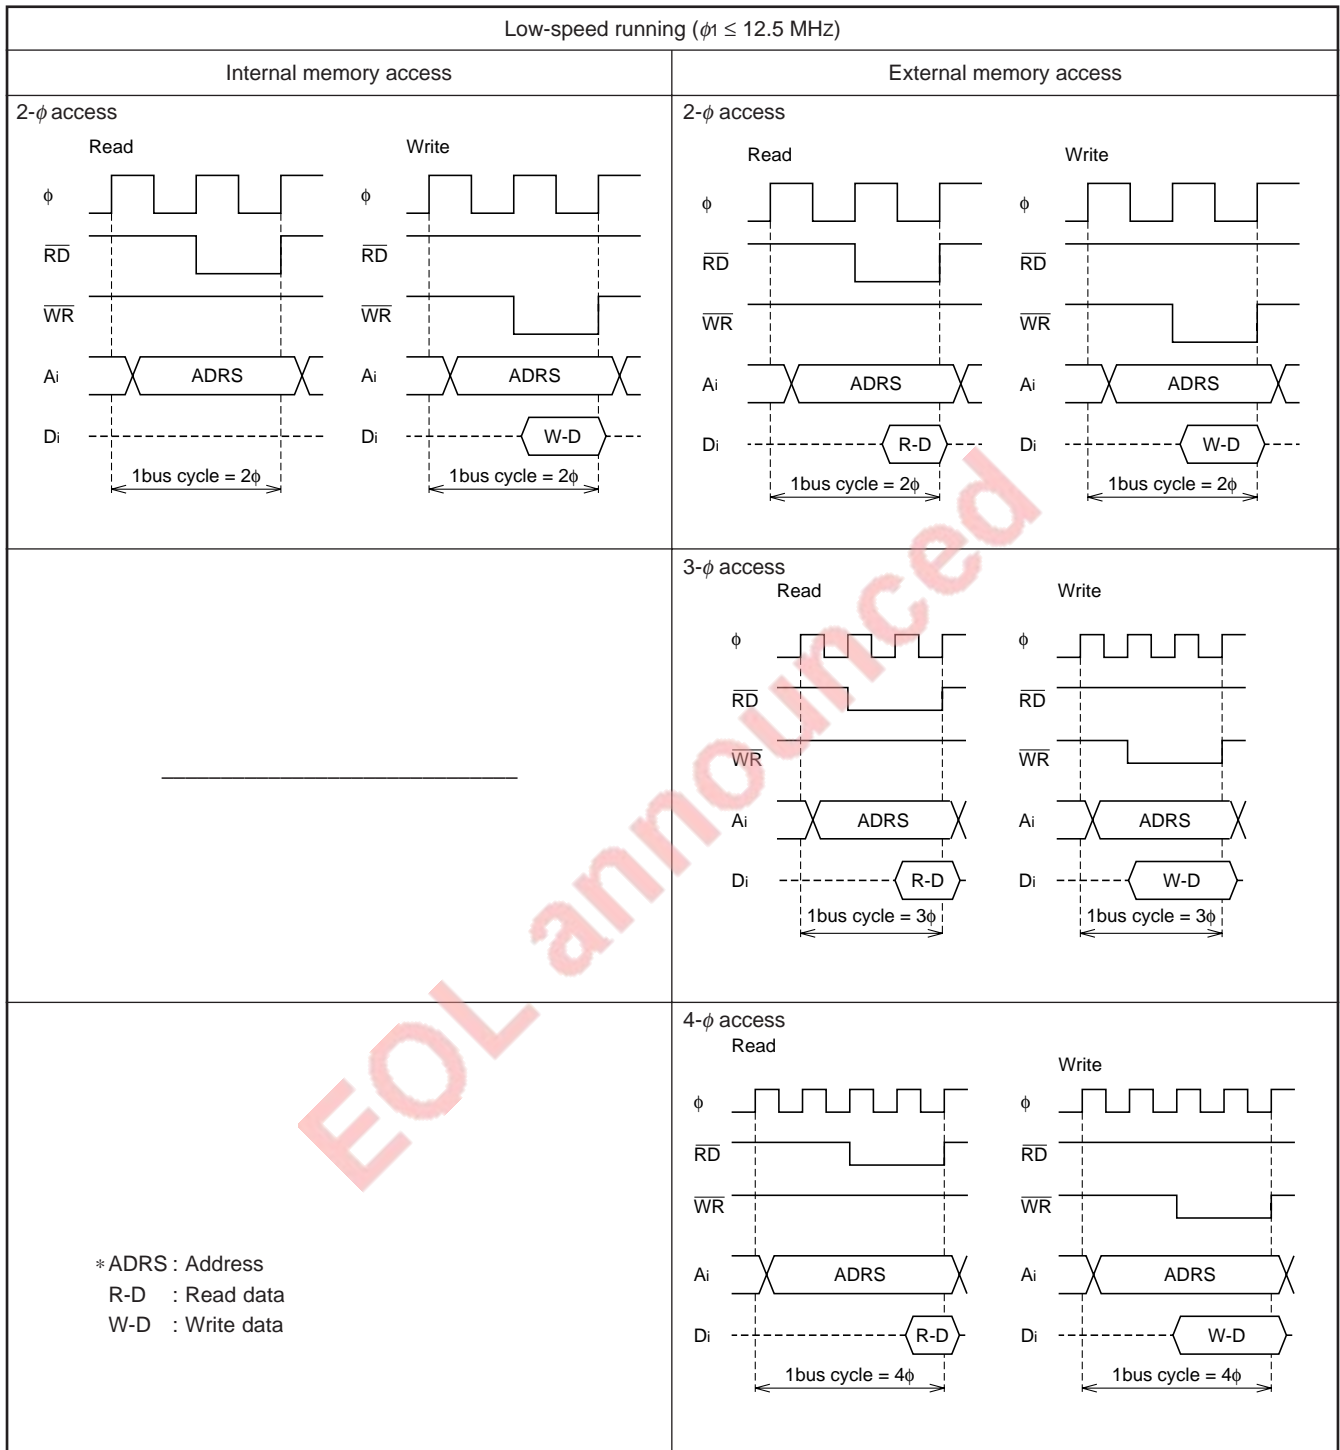 Low-speed running (ϕ1 ≤ 12.5 MHz)
Internal memory access
External memory access
2-ϕ access
Read
Write
ϕ
RD
WR
Ai
ADRS
Di
1bus cycle = 2ϕ
ϕ
RD
WR
Ai
ADRS
Di
W-D
1bus cycle = 2ϕ
2-ϕ access
Read
Write
ϕ
RD
WR
Ai
ADRS
Di
R-D
1bus cycle = 2ϕ
ϕ
RD
WR
Ai
ADRS
Di
W-D
1bus cycle = 2ϕ
3-ϕ access
Read
Write
ϕ
RD
WR
Ai
ADRS
Di
R-D
1bus cycle = 3ϕ
ϕ
RD
WR
Ai
ADRS
Di
W-D
1bus cycle = 3ϕ
4-ϕ access
Read
Write
ϕ
RD
WR
Ai
ADRS
Di
R-D
1bus cycle = 4ϕ
ϕ
RD
WR
Ai
ADRS
Di
W-D
1bus cycle = 4ϕ
*ADRS : Address
R-D : Read data
W-D : Write data
EOL announced